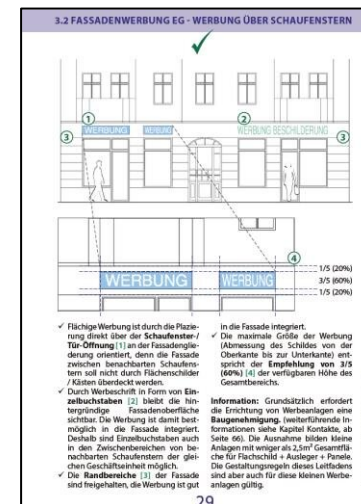 3.2 FASSADENWERBUNG EG - WERBUNG ÜBER SCHAUFENSTERN
1
2
3
WERBUNG
WERBUNG
WERBUNG BESCHILDERUNG
3
4
WERBUNG
WERBUNG
1/5 (20%)
3/5 (60%)
1/5 (20%)
✓ Flächige Werbung ist durch die Plazie-
rung direkt über der Schaufenster-/
Tür-Öffnung [1] an der Fassadenglie-
derung orientiert, denn die Fassade
zwischen benachbarten Schaufens-
tern soll nicht durch Flächenschilder
/ Kästen überdeckt werden.
✓ Durch Werbeschrift in Form von Ein-
zelbuchstaben [2] bleibt die hin-
tergründige Fassadenoberfläche
sichtbar. Die Werbung ist damit best-
möglich in die Fassade integriert.
Deshalb sind Einzelbuchstaben auch
in den Zwischenbereichen von be-
nachbarten Schaufenstern der glei-
chen Geschäftseinheit möglich.
✓ Die Randbereiche [3] der Fassade
sind freigehalten, die Werbung ist gut
in die Fassade integriert.
✓ Die maximale Größe der Werbung
(Abmessung des Schildes von der
Oberkante bis zur Unterkante) ent-
spricht der Empfehlung von 3/5
(60%) [4] der verfügbaren Höhe des
Gesamtbereichs.
Information: Grundsätzlich erfordert
die Errichtung von Werbeanlagen eine
Baugenehmigung. (weiterführende In-
formationen siehe Kapitel Kontakte, ab
Seite 66). Die Ausnahme bilden kleine
Anlagen mit weniger als 2,5m² Gesamtflä-
che für Flachschild + Ausleger + Panele.
Die Gestaltungsregeln dieses Leitfadens
sind aber auch für diese kleinen Werbe-
anlagen gültig.
29